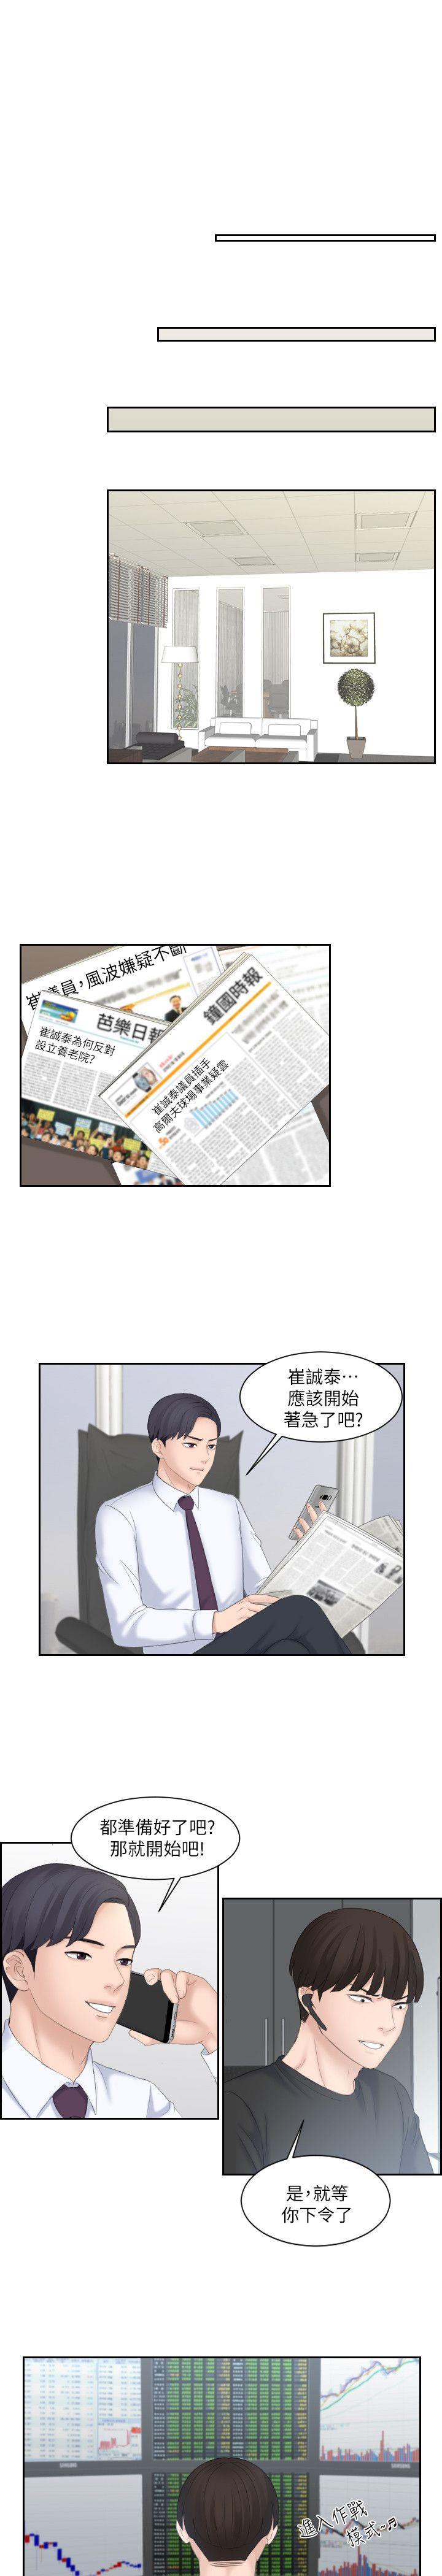 崔議員，風波嫌疑不斷
芭樂日報
崔誠泰為何反對
設立養老院?
鐘國時報
崔誠泰議員插手
高爾夫球場事業疑雲
崔誠泰…
應該開始
著急了吧?
都準備好了吧?
那就開始吧!
是，就等
你下令了
進入作戰
模式~♬